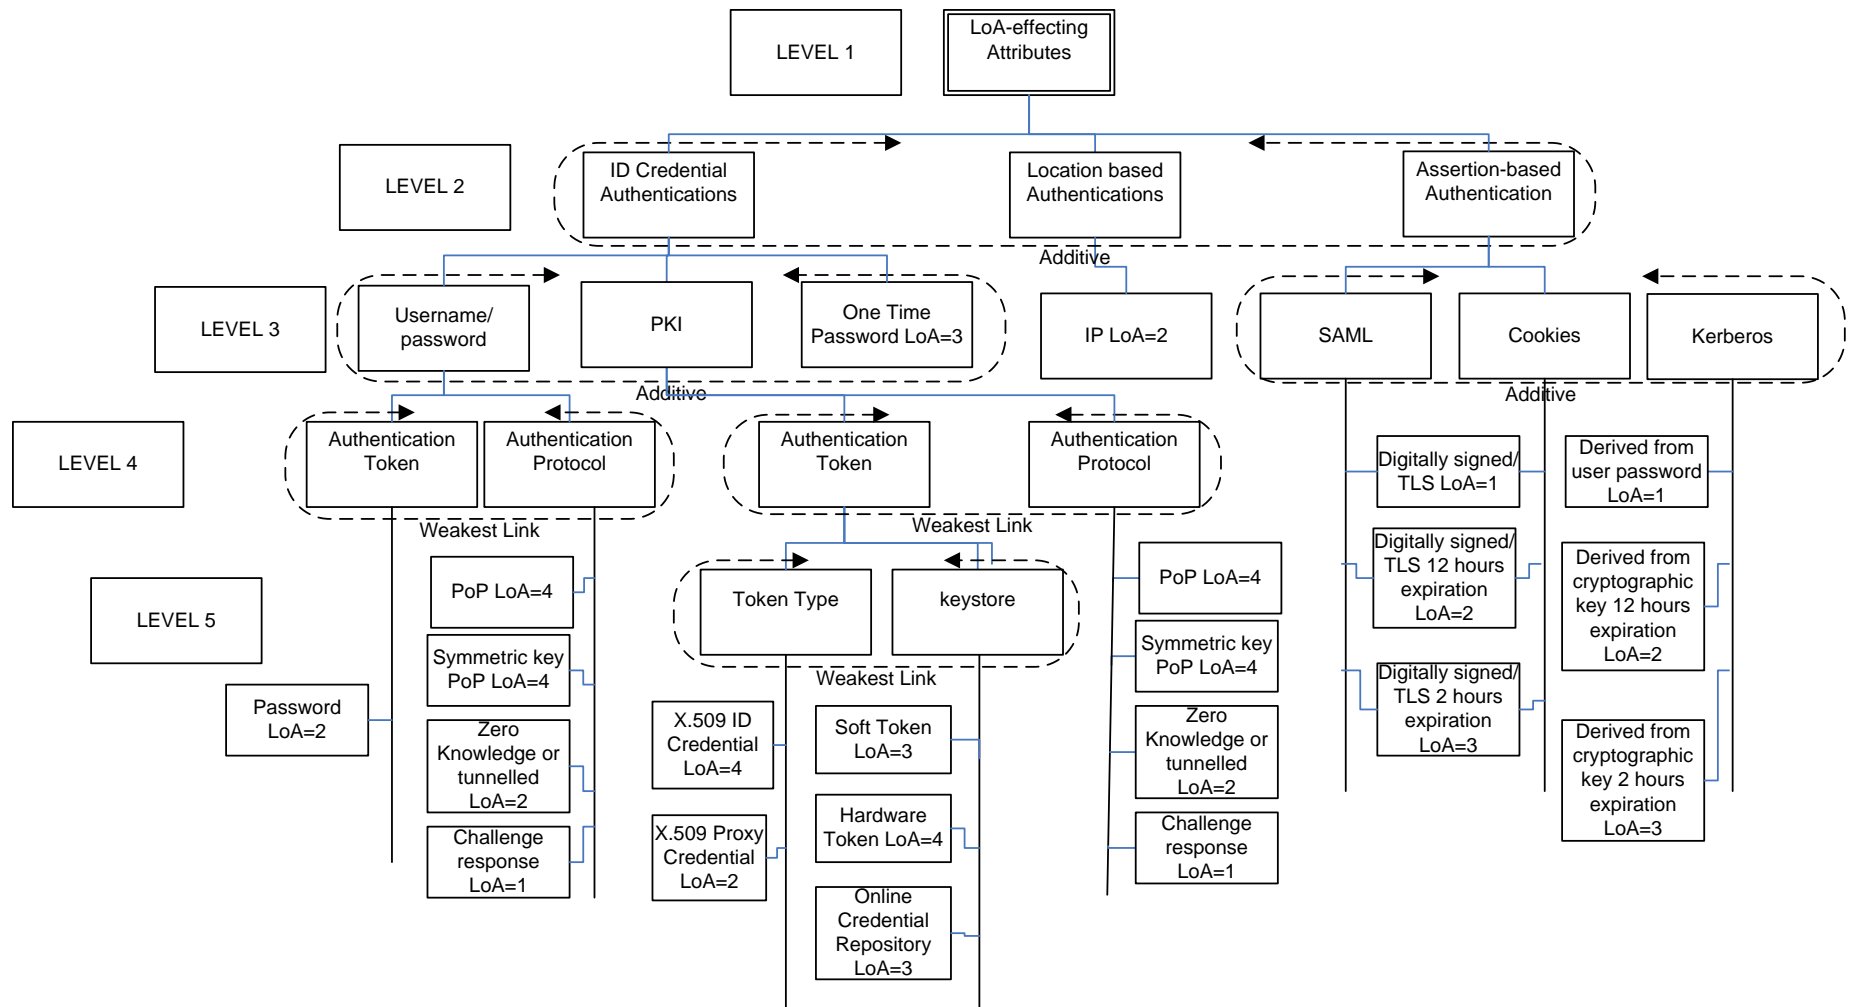 LEVEL 1
LoA-effecting
Attributes
LEVEL 2
ID Credential
Authentications
Location based
Authentications
Assertion-based
Authentication
Additive
LEVEL 3
Username/
password
PKI
One Time
Password LoA=3
IP LoA=2
SAML
Cookies
Kerberos
Additive
Additive
LEVEL 4
Authentication
Token
Authentication
Protocol
Authentication
Token
Authentication
Protocol
Weakest Link
Weakest Link
Digitally signed/
TLS LoA=1
Derived from
user password
LoA=1
Digitally signed/
TLS 12 hours
expiration
LoA=2
Derived from
cryptographic
key 12 hours
expiration
LoA=2
Digitally signed/
TLS 2 hours
expiration
LoA=3
Derived from
cryptographic
key 2 hours
expiration
LoA=3
LEVEL 5
Password
LoA=2
PoP LoA=4
Symmetric key
PoP LoA=4
Zero
Knowledge or
tunnelled
LoA=2
Challenge
response
LoA=1
Token Type
keystore
Weakest Link
X.509 ID
Credential
LoA=4
X.509 Proxy
Credential
LoA=2
Soft Token
LoA=3
Hardware
Token LoA=4
Online
Credential
Repository
LoA=3
PoP LoA=4
Symmetric key
PoP LoA=4
Zero
Knowledge or
tunnelled
LoA=2
Challenge
response
LoA=1